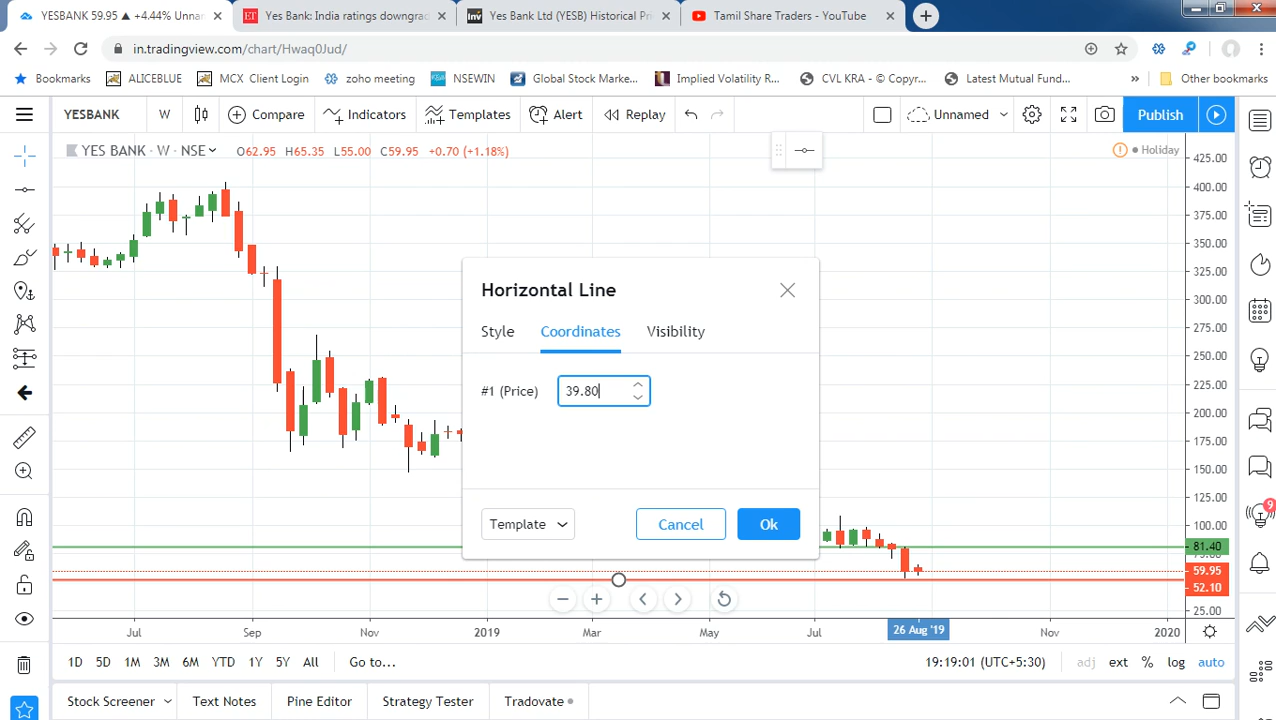 YESBANK 59.95 ▲ +4.44% Unnar
Yes Bank: India ratings downgrad
Yes Bank Ltd (YESB) Historical Pri
Tamil Share Traders - YouTube
in.tradingview.com/chart/Hwaq0Jud/
Bookmarks
ALICEBLUE
MCX Client Login
zoho meeting
NSEWIN
Global Stock Marke...
Implied Volatility R...
CVL KRA - © Copyr...
Latest Mutual Fund...
»
Other bookmarks
YESBANK
W
Compare
Indicators
Templates
Alert
Replay
Unnamed
Publish
YES BANK · W · NSE
O62.95 H65.35 L55.00 C59.95 +0.70 (+1.18%)
Holiday
425.00
400.00
375.00
350.00
325.00
300.00
275.00
250.00
225.00
200.00
175.00
150.00
125.00
100.00
81.40
59.95
52.10
25.00
Horizontal Line
Style Coordinates Visibility
#1 (Price) 39.80
Template Cancel Ok
Jul Sep Nov 2019 Mar May Jul 26 Aug '19 Nov 2020
1D 5D 1M 3M 6M YTD 1Y 5Y All Go to... 19:19:01 (UTC+5:30) adj ext % log auto
Stock Screener Text Notes Pine Editor Strategy Tester Tradovate
9